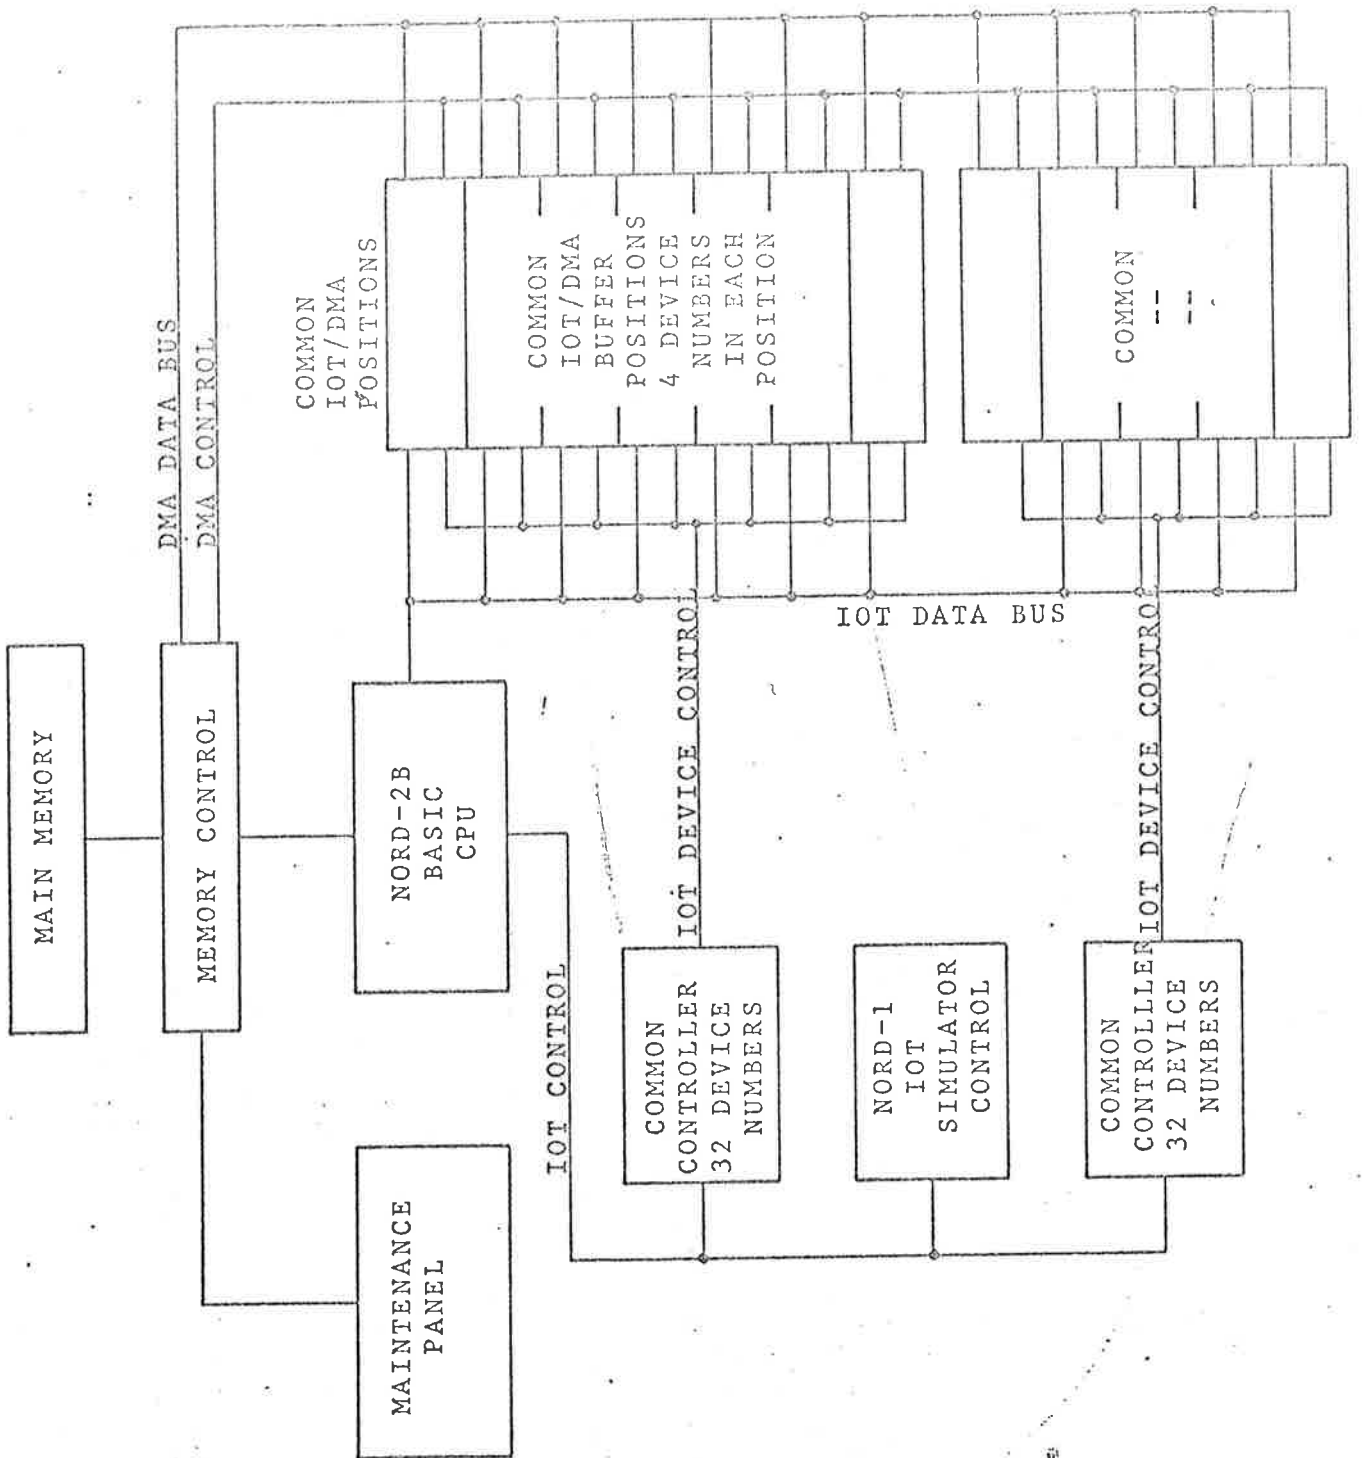 MAIN MEMORY
MEMORY CONTROL
DMA DATA BUS
DMA CONTROL
MAINTENANCE
PANEL
NORD-2B
BASIC
CPU
COMMON
IOT/DMA
POSITIONS
COMMON
IOT/DMA
BUFFER
POSITIONS
4 DEVICE
NUMBERS
IN EACH
POSITION
COMMON
--
--
IOT CONTROL
IOT DATA BUS
COMMON
CONTROLLER
32 DEVICE
NUMBERS
IOT DEVICE CONTROL
NORD-1
IOT
SIMULATOR
CONTROL
COMMON
CONTROLLLER
32 DEVICE
NUMBERS
IOT DEVICE CONTROL